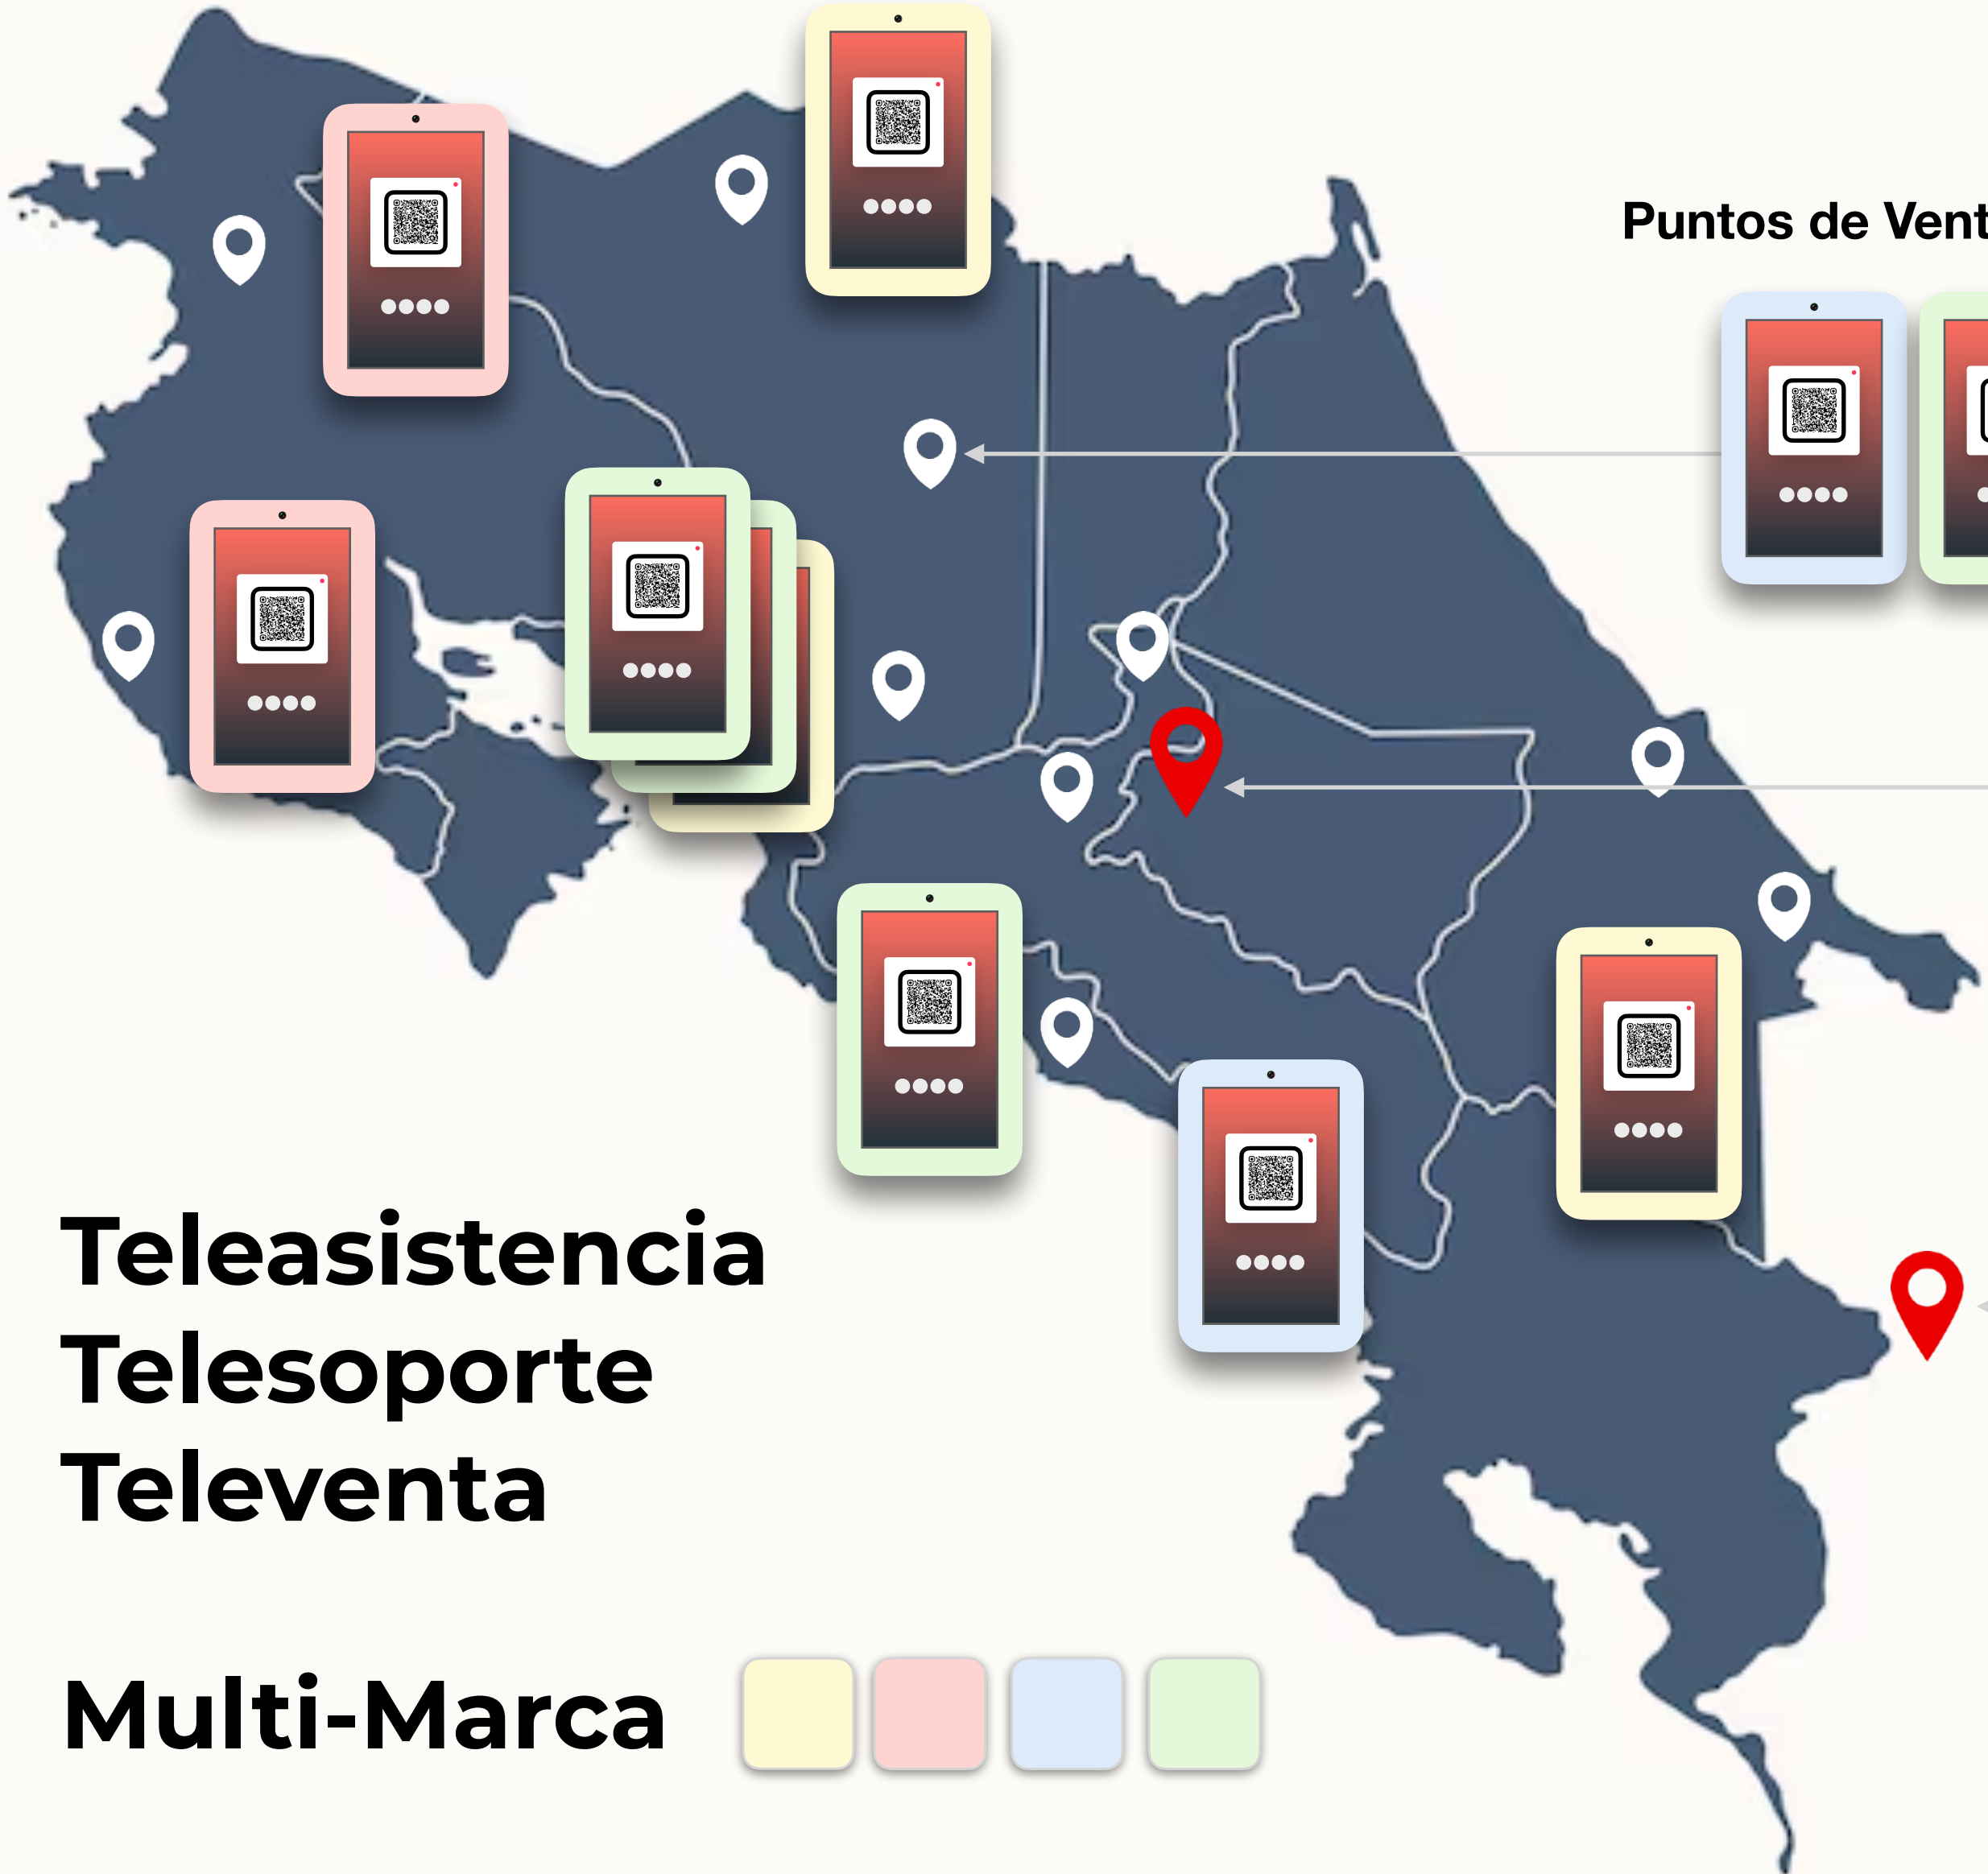 Puntos de Vent
Teleasistencia
Telesoporte
Televenta
Multi-Marca